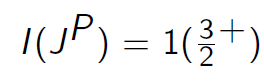 I(J^P) = 1(3/2^+)